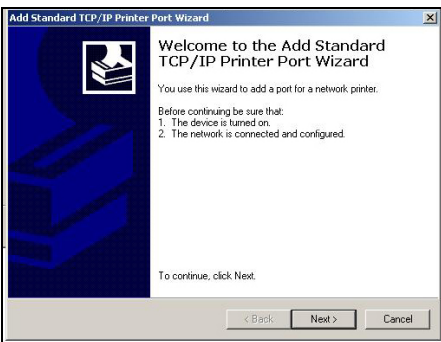 Add Standard TCP/IP Printer Port Wizard
Welcome to the Add Standard
TCP/IP Printer Port Wizard
You use this wizard to add a port for a network printer.
Before continuing be sure that:
1. The device is turned on.
2. The network is connected and configured.
To continue, click Next.
< Back Next > Cancel